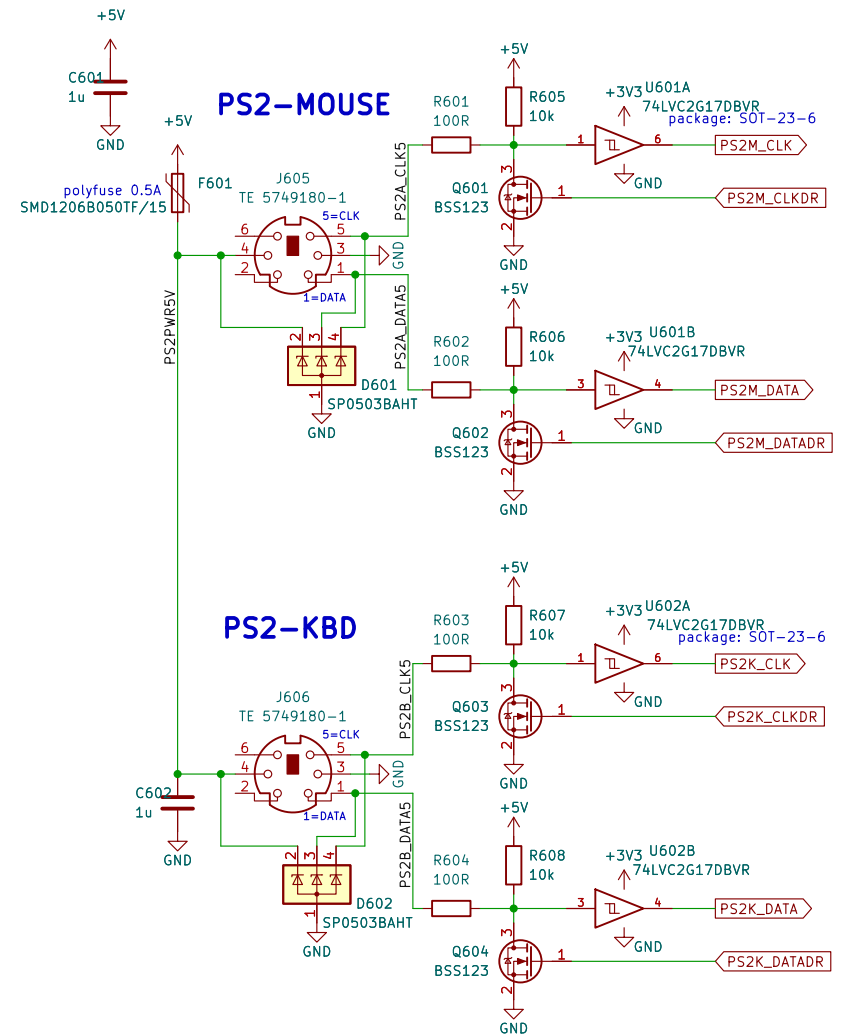 +5V
C601
1u
GND
PS2-MOUSE
+5V
polyfuse 0.5A
F601
SMD1206B050TF/15
PS2PWR5V
J605
TE 5749180-1
5=CLK
6
5
4
3
2
1
1=DATA
GND
2
3
4
1
D601
SP0503BAHT
GND
PS2A_CLK5
PS2A_DATA5
R601
100R
+5V
R605
10k
+3V3
U601A
74LVC2G17DBVR
package: SOT-23-6
1
6
GND
PS2M_CLK
3
Q601
BSS123
1
2
PS2M_CLKDR
GND
+5V
R602
100R
R606
10k
+3V3
U601B
74LVC2G17DBVR
3
4
GND
PS2M_DATA
3
Q602
BSS123
1
2
PS2M_DATADR
GND
PS2-KBD
J606
TE 5749180-1
5=CLK
6
5
4
3
2
1
1=DATA
GND
C602
1u
GND
2
3
4
1
D602
SP0503BAHT
GND
PS2B_CLK5
PS2B_DATA5
+5V
R603
100R
R607
10k
+3V3
U602A
74LVC2G17DBVR
package: SOT-23-6
1
6
GND
PS2K_CLK
3
Q603
BSS123
1
2
PS2K_CLKDR
GND
+5V
R604
100R
R608
10k
+3V3
U602B
74LVC2G17DBVR
3
4
GND
PS2K_DATA
3
Q604
BSS123
1
2
PS2K_DATADR
GND